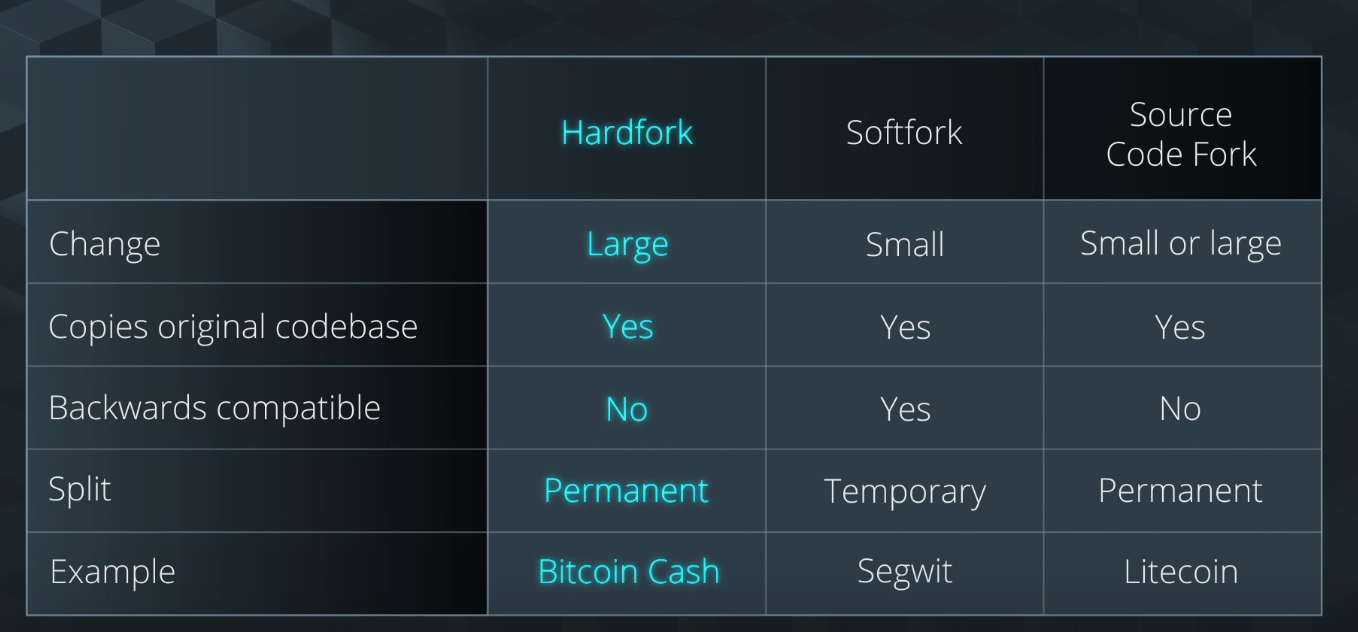 Hardfork Softfork Source
Code Fork
Change Large Small Small or large
Copies original codebase Yes Yes Yes
Backwards compatible No Yes No
Split Permanent Temporary Permanent
Example Bitcoin Cash Segwit Litecoin